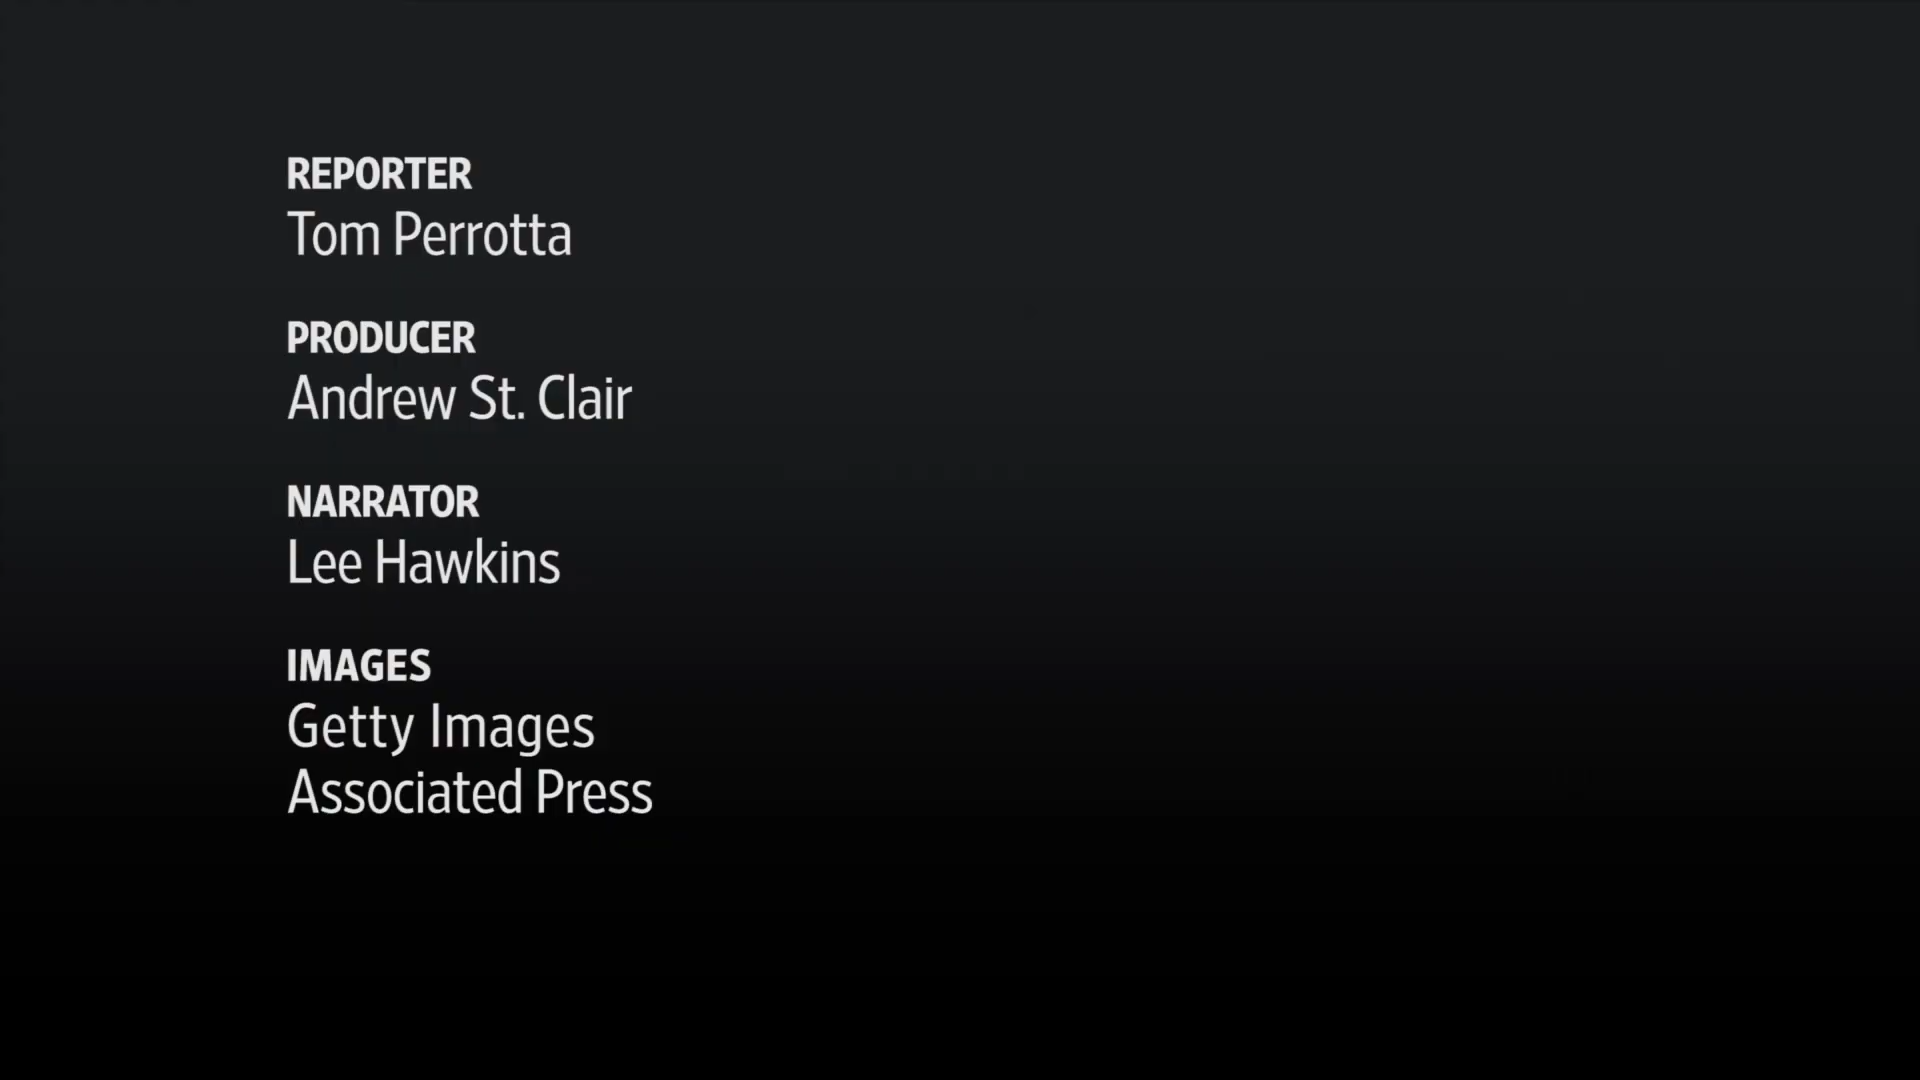 REPORTER
Tom Perrotta
PRODUCER
Andrew St. Clair
NARRATOR
Lee Hawkins
IMAGES
Getty Images
Associated Press